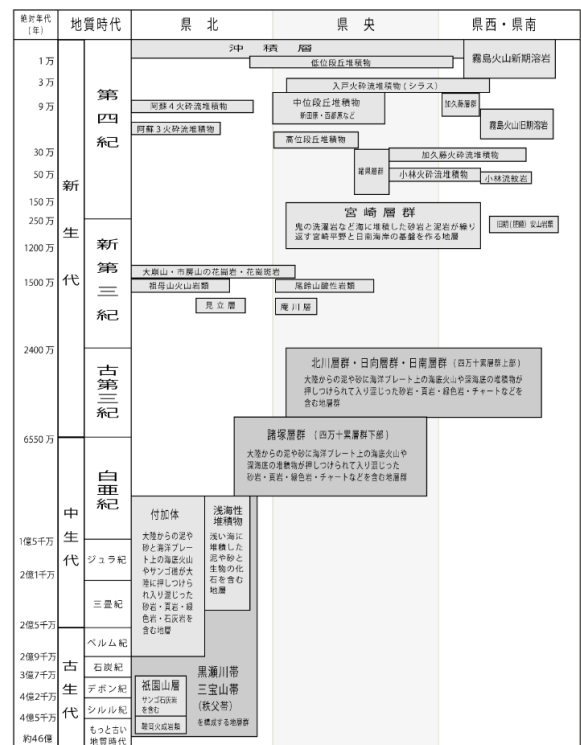 絶対年代
(年)
地質時代
県 北
県 央
県西・県南
1万
3万
9万
30万
50万
150万
250万
1200万
1500万
2400万
6550万
1億5千万
2億1千万
2億5千万
2億9千万
3億7千万
4億2千万
4億5千万
約46億
新生代
中生代
古生代
第四紀
新第三紀
古第三紀
白亜紀
ジュラ紀
三畳紀
ペルム紀
石炭紀
デボン紀
シルル紀
もっと古い
地質時代
沖積層
低位段丘堆積物
霧島火山新期溶岩
入戸火砕流堆積物(シラス)
阿蘇4火砕流堆積物
中位段丘堆積物
新田原・西都原など
加久藤層群
霧島火山旧期溶岩
阿蘇3火砕流堆積物
高位段丘堆積物
加久藤火砕流堆積物
小林火砕流堆積物
小林流紋岩
宮崎層群
鬼の洗濯岩など海に堆積した砂岩と泥岩が繰り
返す宮崎平野と日南海岸の基盤を作る地層
大崩山・市房山の花崗岩・花崗斑岩
祖母山火山岩類
尾鈴山酸性岩類
見立層
庵川層
北川層群・日向層群・日南層群(四万十累層群上部)
大陸からの泥や砂に海洋プレート上の海底火山や深海底の堆積物が
押しつけられて入り混じった砂岩・頁岩・緑色岩・チャートなどを
含む地層群
諸塚層群(四万十累層群下部)
大陸からの泥や砂に海洋プレート上の海底火山や
深海底の堆積物が押しつけられて入り混じった
砂岩・頁岩・緑色岩・チャートなどを含む地層群
付加体
大陸からの泥や
砂と海洋プレート
上の海底火山
やサンゴ礁が大
陸に押しつけら
れ入り混じった
砂岩・頁岩・緑
色岩・石灰岩を
含む地層
浅海性
堆積物
浅い海に
堆積した
泥や砂と
生物の化
石を含む
地層
黒瀬川帯
三宝山帯
(秩父帯)
を構成する地層群
祇園山層
サンゴ石灰岩
を含む
鞍岡火成岩類